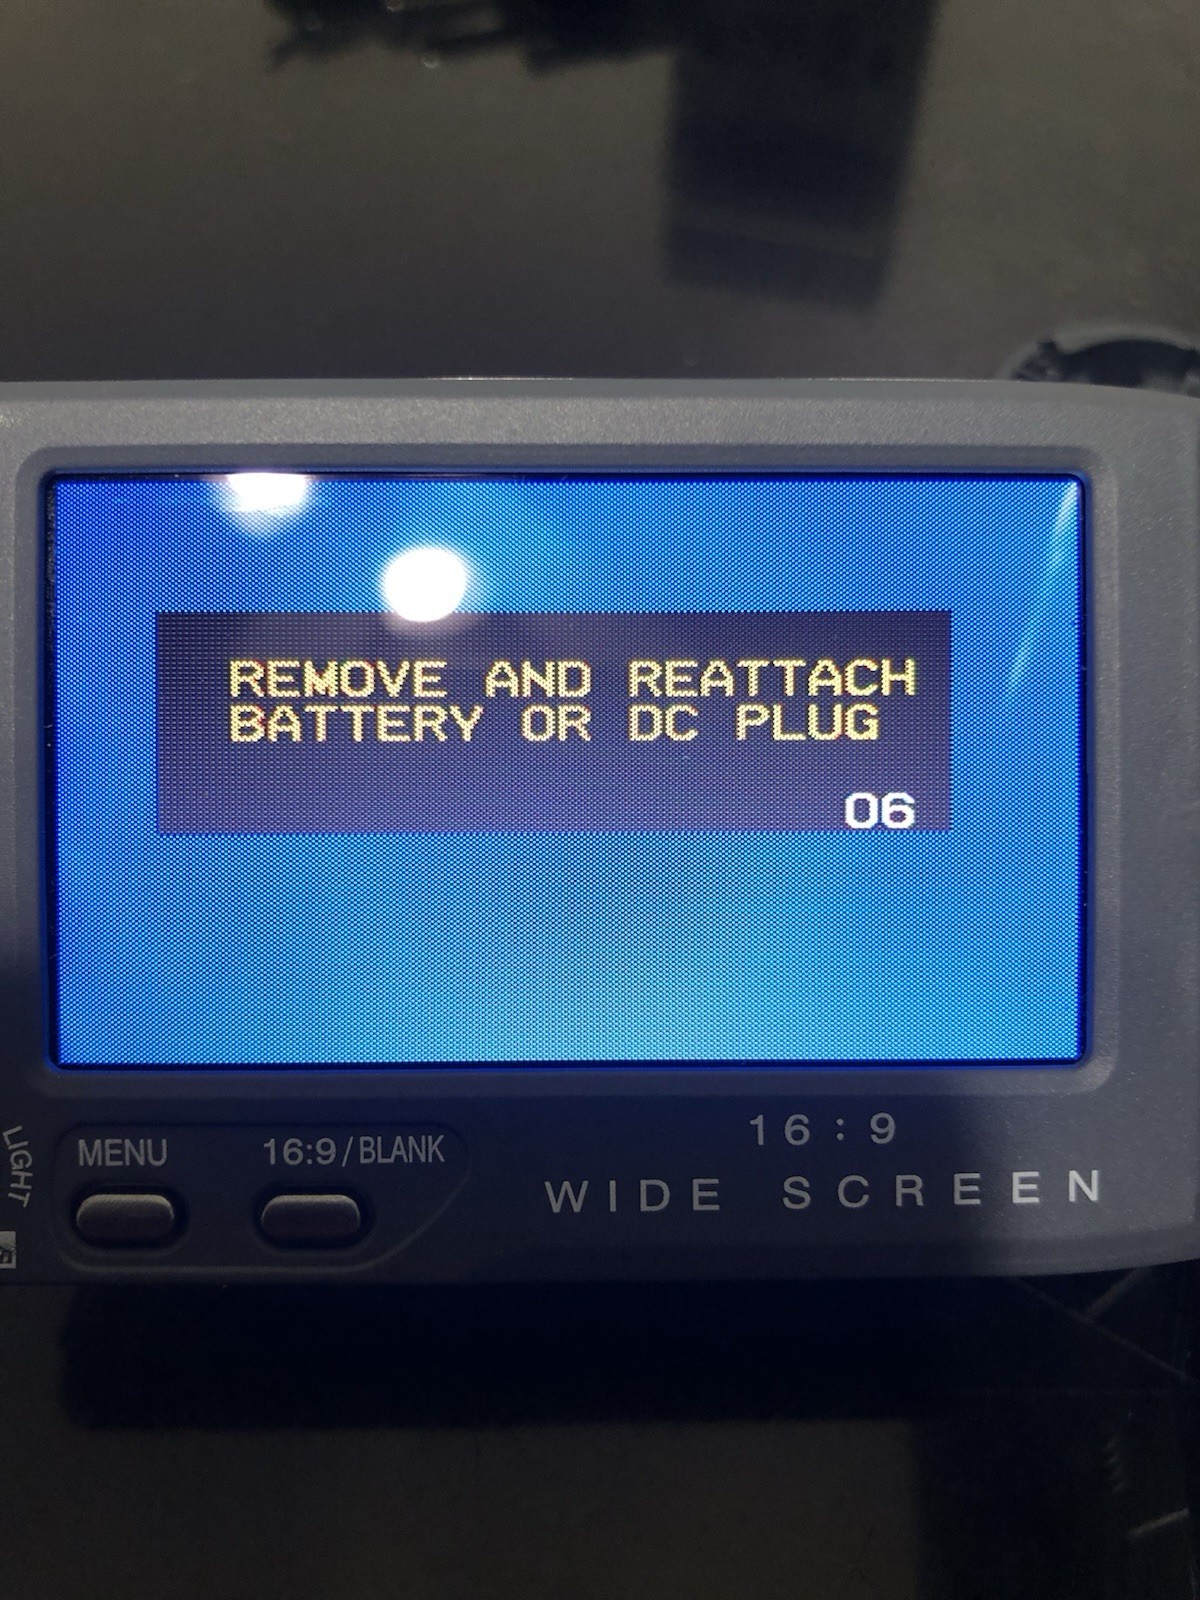 REMOVE AND REATTACH
BATTERY OR DC PLUG
06
LIGHT
MENU
16:9/BLANK
16:9
WIDE SCREEN